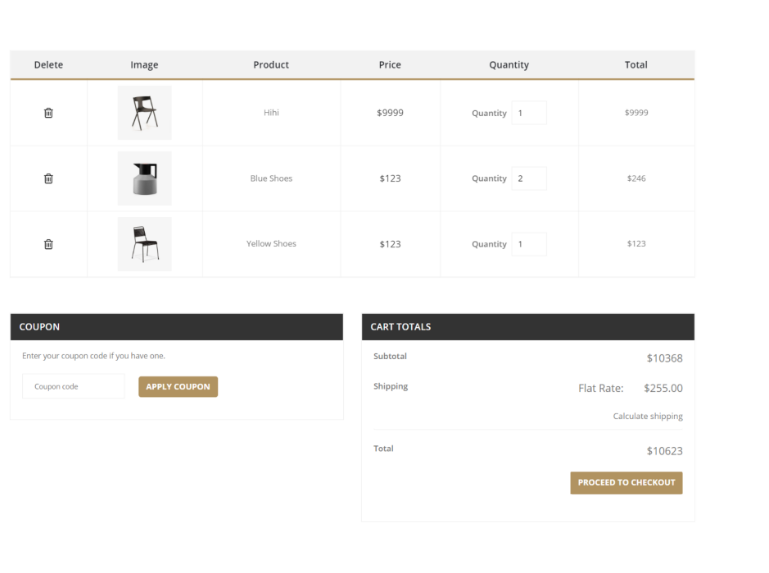 Delete Image Product Price Quantity Total
Hihi $9999 Quantity 1 $9999
Blue Shoes $123 Quantity 2 $246
Yellow Shoes $123 Quantity 1 $123
COUPON
Enter your coupon code if you have one.
Coupon code APPLY COUPON
CART TOTALS
Subtotal $10368
Shipping Flat Rate: $255.00
Calculate shipping
Total $10623
PROCEED TO CHECKOUT